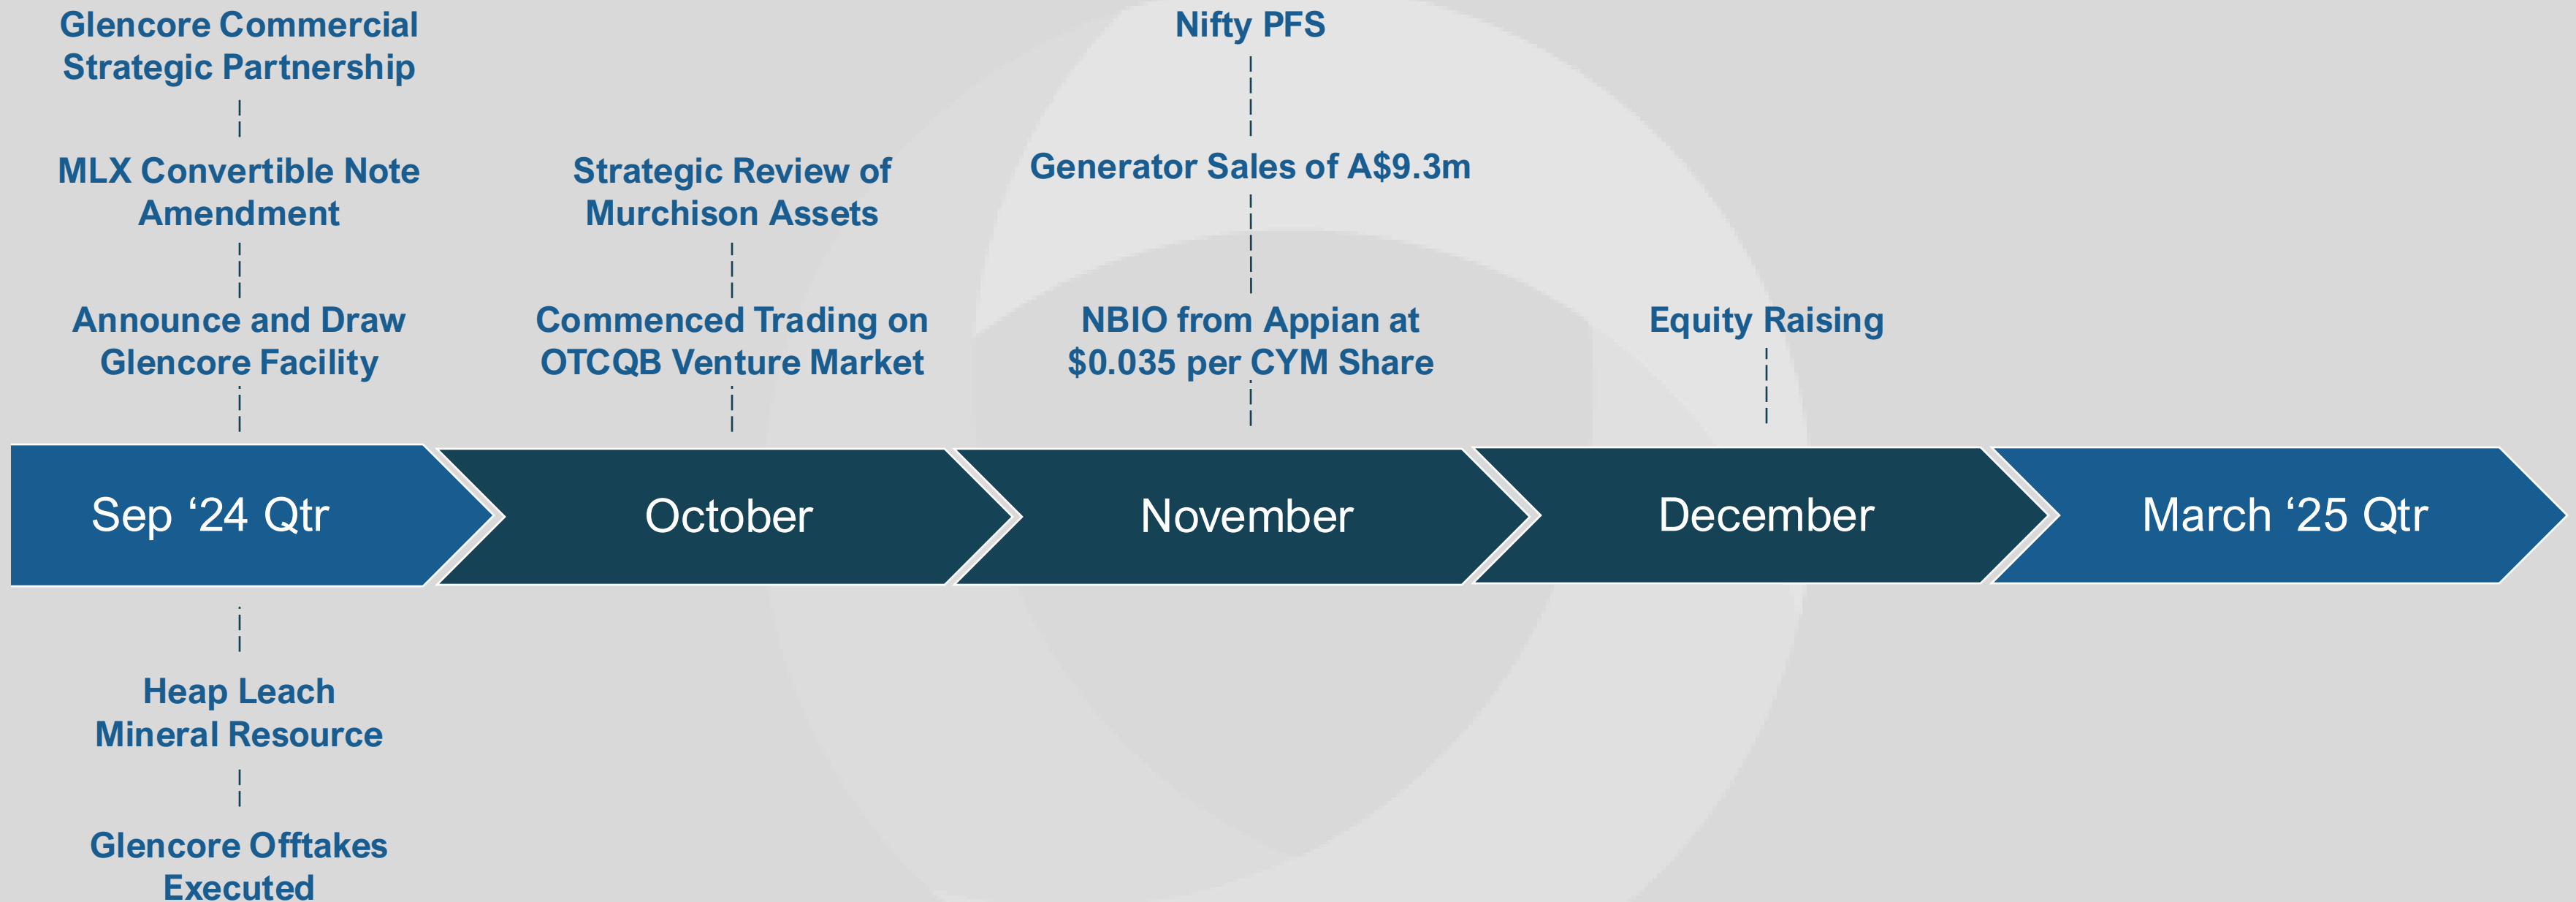 Glencore Commercial
Strategic Partnership
MLX Convertible Note
Amendment
Announce and Draw
Glencore Facility
Strategic Review of
Murchison Assets
Commenced Trading on
OTCQB Venture Market
Nifty PFS
Generator Sales of A$9.3m
NBIO from Appian at
$0.035 per CYM Share
Equity Raising
Sep ‘24 Qtr
October
November
December
March ‘25 Qtr
Heap Leach
Mineral Resource
Glencore Offtakes
Executed